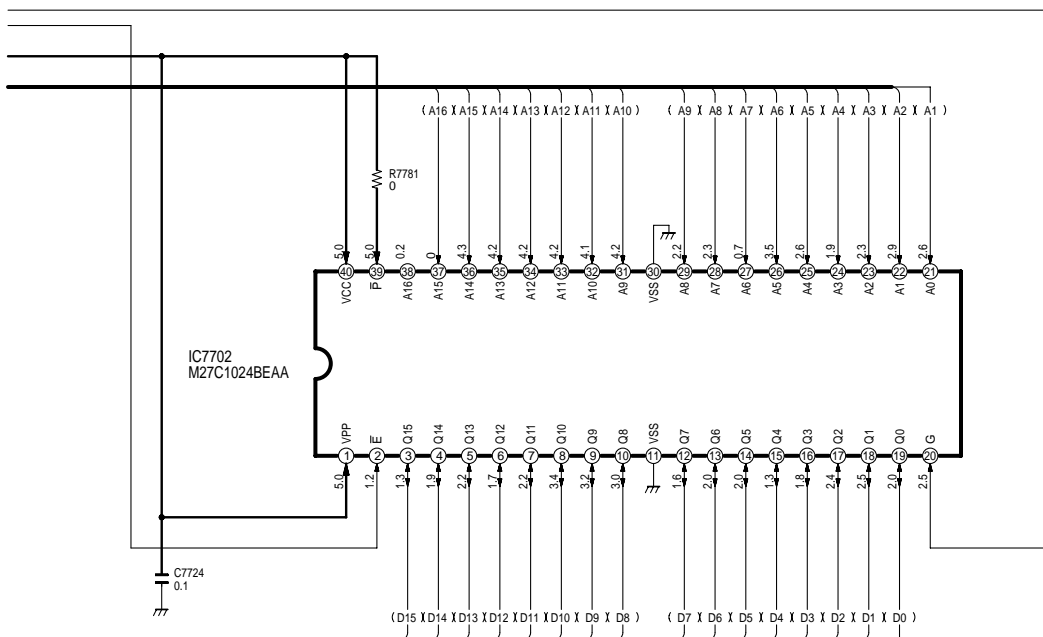 ( A16 )( A15 )( A14 )( A13 )( A12 )( A11 )( A10 ) ( A9 )( A8 )( A7 )( A6 )( A5 )( A4 )( A3 )( A2 )( A1 )
R7781
0
5.0 5.0 0.2 0 4.3 4.2 4.2 4.2 4.1 4.2 2.2 2.3 0.7 3.5 2.6 1.9 2.3 2.9 2.6
40 39 38 37 36 35 34 33 32 31 30 29 28 27 26 25 24 23 22 21
VCC P̅ A16 A15 A14 A13 A12 A11 A10 A9 VSS A8 A7 A6 A5 A4 A3 A2 A1 A0
IC7702
M27C1024BEAA
VPP E̅ Q15 Q14 Q13 Q12 Q11 Q10 Q9 Q8 VSS Q7 Q6 Q5 Q4 Q3 Q2 Q1 Q0 G
1 2 3 4 5 6 7 8 9 10 11 12 13 14 15 16 17 18 19 20
5.0 1.2 1.3 1.9 2.2 1.7 2.2 3.4 3.2 3.0 1.6 2.0 2.0 1.3 1.8 2.4 2.5 2.0 2.5
C7724
0.1
( D15 )( D14 )( D13 )( D12 )( D11 )( D10 )( D9 )( D8 ) ( D7 )( D6 )( D5 )( D4 )( D3 )( D2 )( D1 )( D0 )